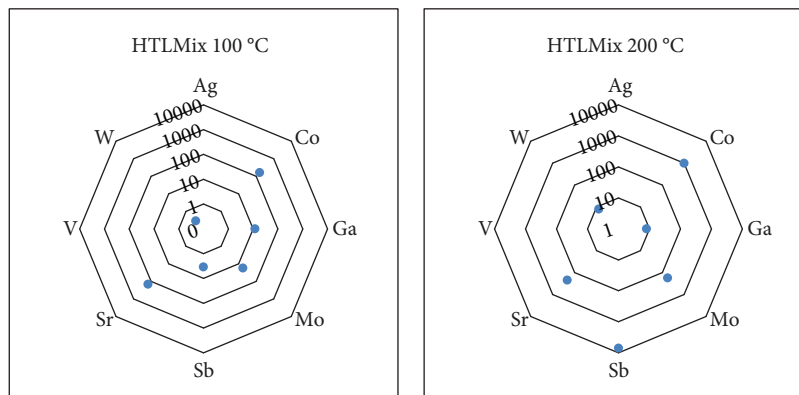 HTLMix 100 °C
Ag
Co
Ga
Mo
Sb
Sr
V
W
10000
1000
100
10
1
0
HTLMix 200 °C
Ag
Co
Ga
Mo
Sb
Sr
V
W
10000
1000
100
10
1